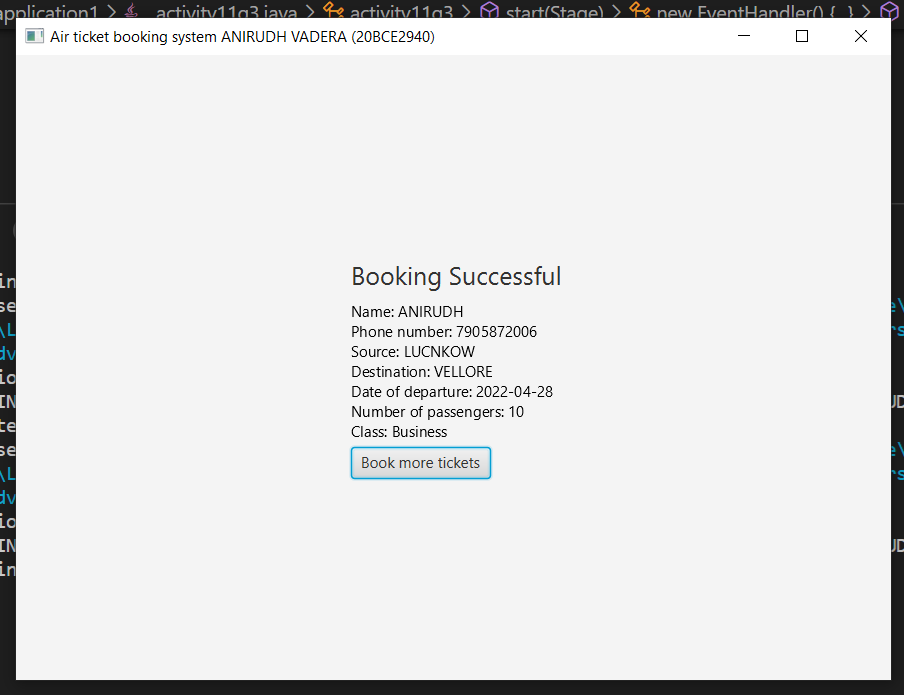 application1 > activity11q3.java > activity11q3 > start(Stage) > new EventHandler() {...} >
Air ticket booking system ANIRUDH VADERA (20BCE2940)
Booking Successful
Name: ANIRUDH
Phone number: 7905872006
Source: LUCNKOW
Destination: VELLORE
Date of departure: 2022-04-28
Number of passengers: 10
Class: Business
Book more tickets